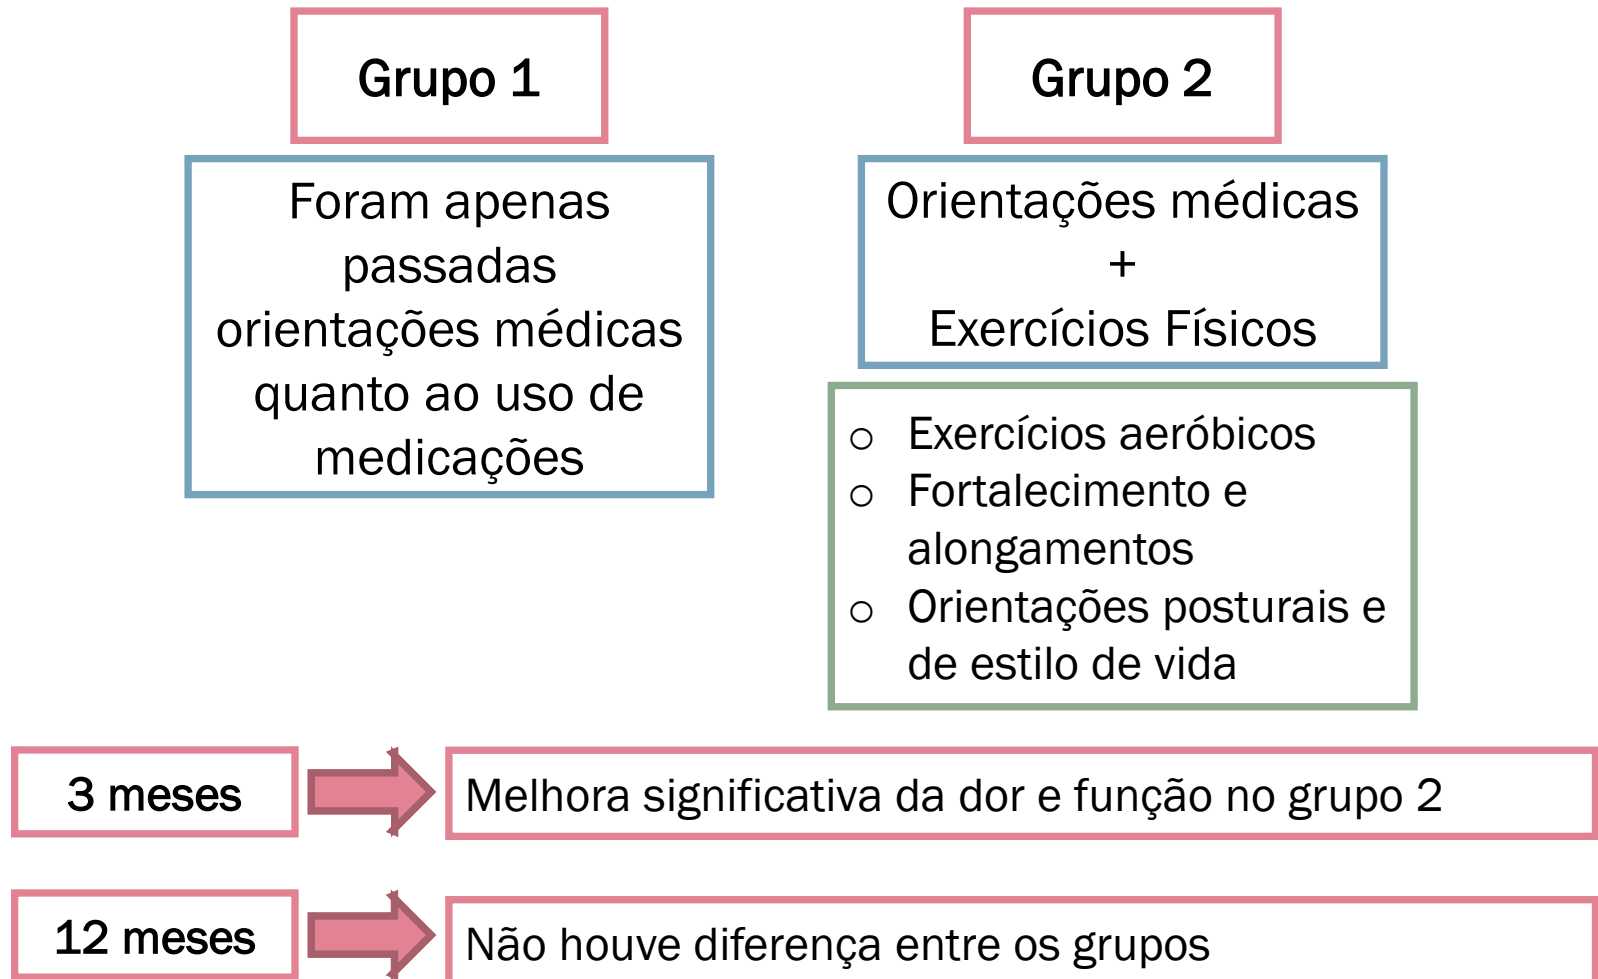 Grupo 1
Foram apenas
passadas
orientações médicas
quanto ao uso de
medicações
Grupo 2
Orientações médicas
+
Exercícios Físicos
o Exercícios aeróbicos
o Fortalecimento e
alongamentos
o Orientações posturais e
de estilo de vida
3 meses
Melhora significativa da dor e função no grupo 2
12 meses
Não houve diferença entre os grupos